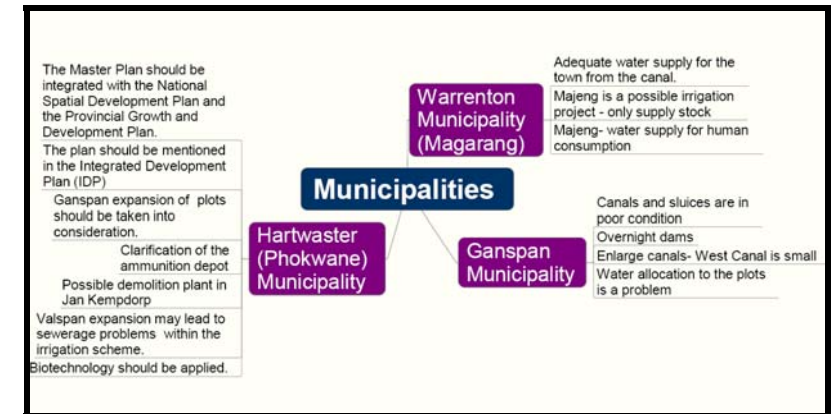 Municipalities
Warrenton
Municipality
(Magarang)
Adequate water supply for the
town from the canal.
Majeng is a possible irrigation
project - only supply stock
Majeng- water supply for human
consumption
Ganspan
Municipality
Canals and sluices are in
poor condition
Overnight dams
Enlarge canals- West Canal is small
Water allocation to the plots
is a problem
Hartwaster
(Phokwane)
Municipality
The Master Plan should be
integrated with the National
Spatial Development Plan and
the Provincial Growth and
Development Plan.
The plan should be mentioned
in the Integrated Development
Plan (IDP)
Ganspan expansion of plots
should be taken into
consideration.
Clarification of the
ammunition depot
Possible demolition plant in
Jan Kempdorp
Valspan expansion may lead to
sewerage problems within the
irrigation scheme.
Biotechnology should be applied.